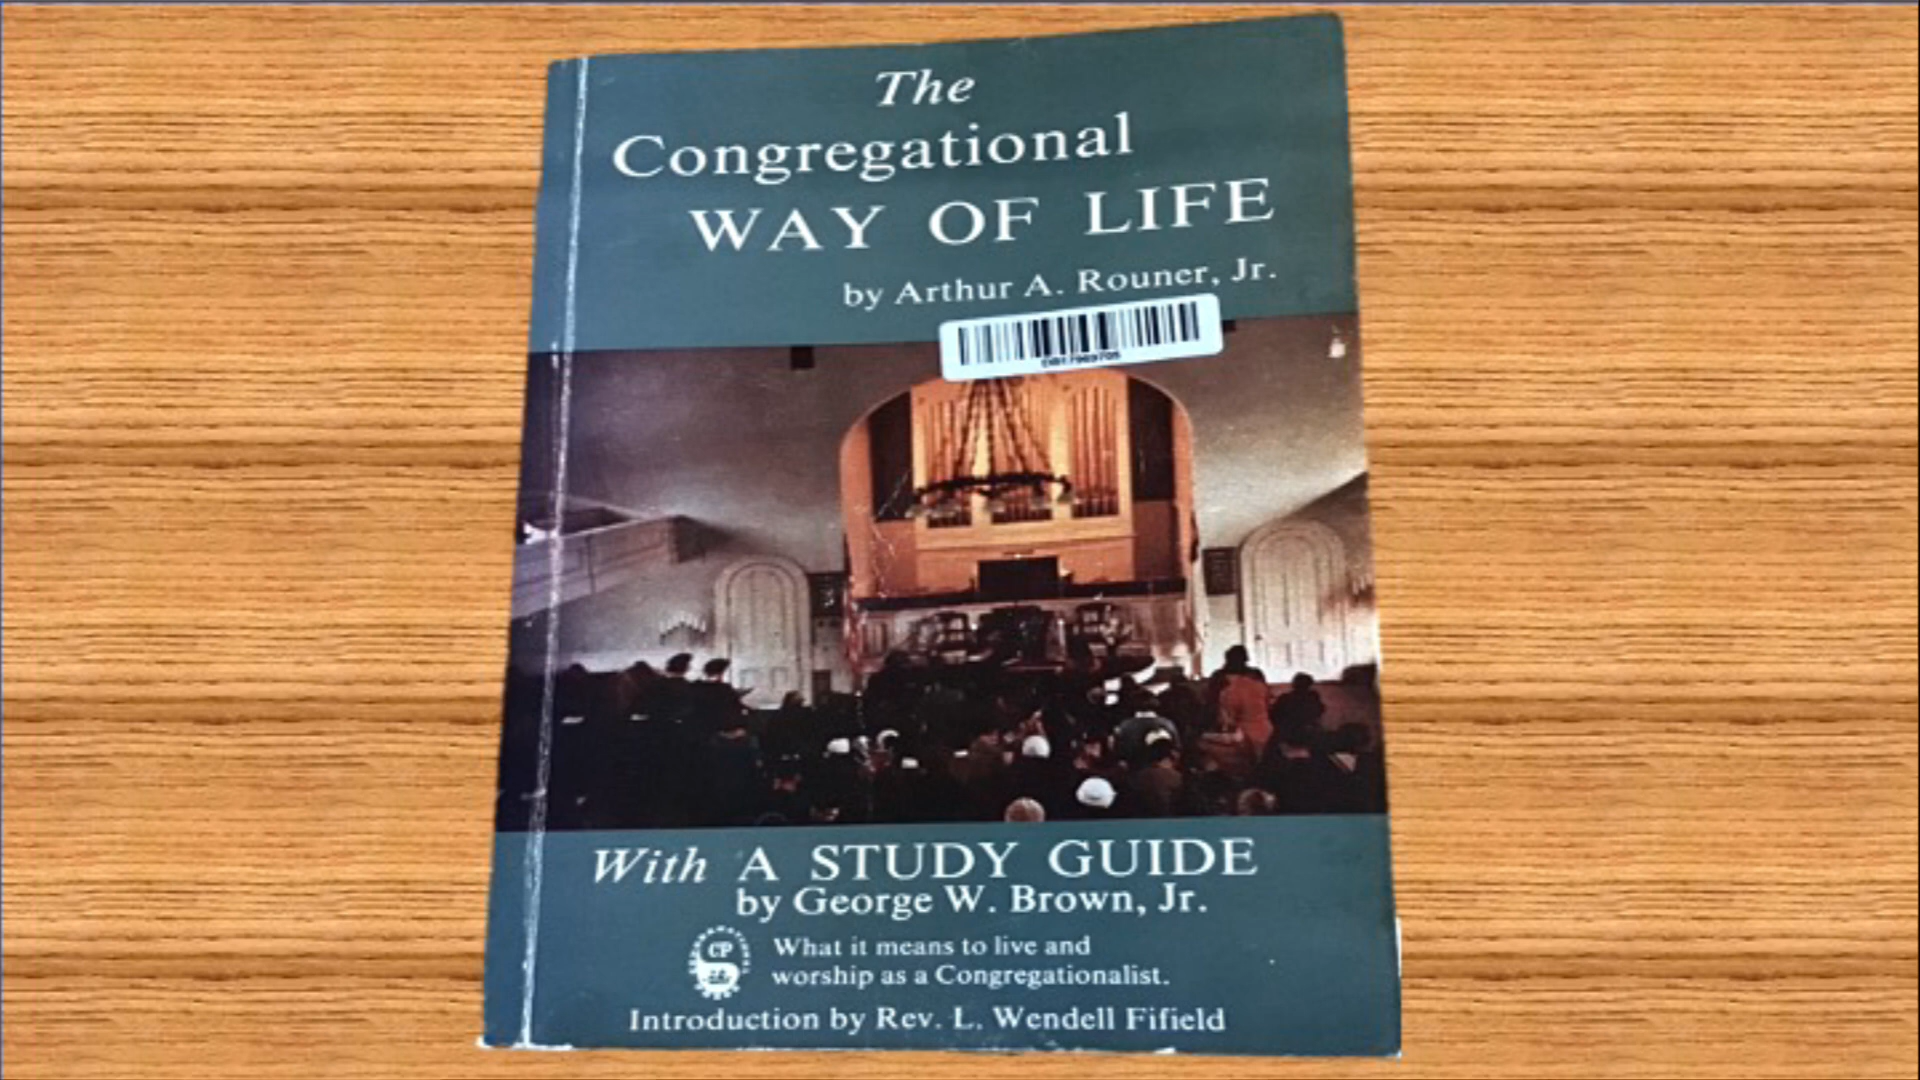 The
Congregational
WAY OF LIFE
by Arthur A. Rouner, Jr.
With A STUDY GUIDE
by George W. Brown, Jr.
CP
What it means to live and
worship as a Congregationalist.
Introduction by Rev. L. Wendell Fifield